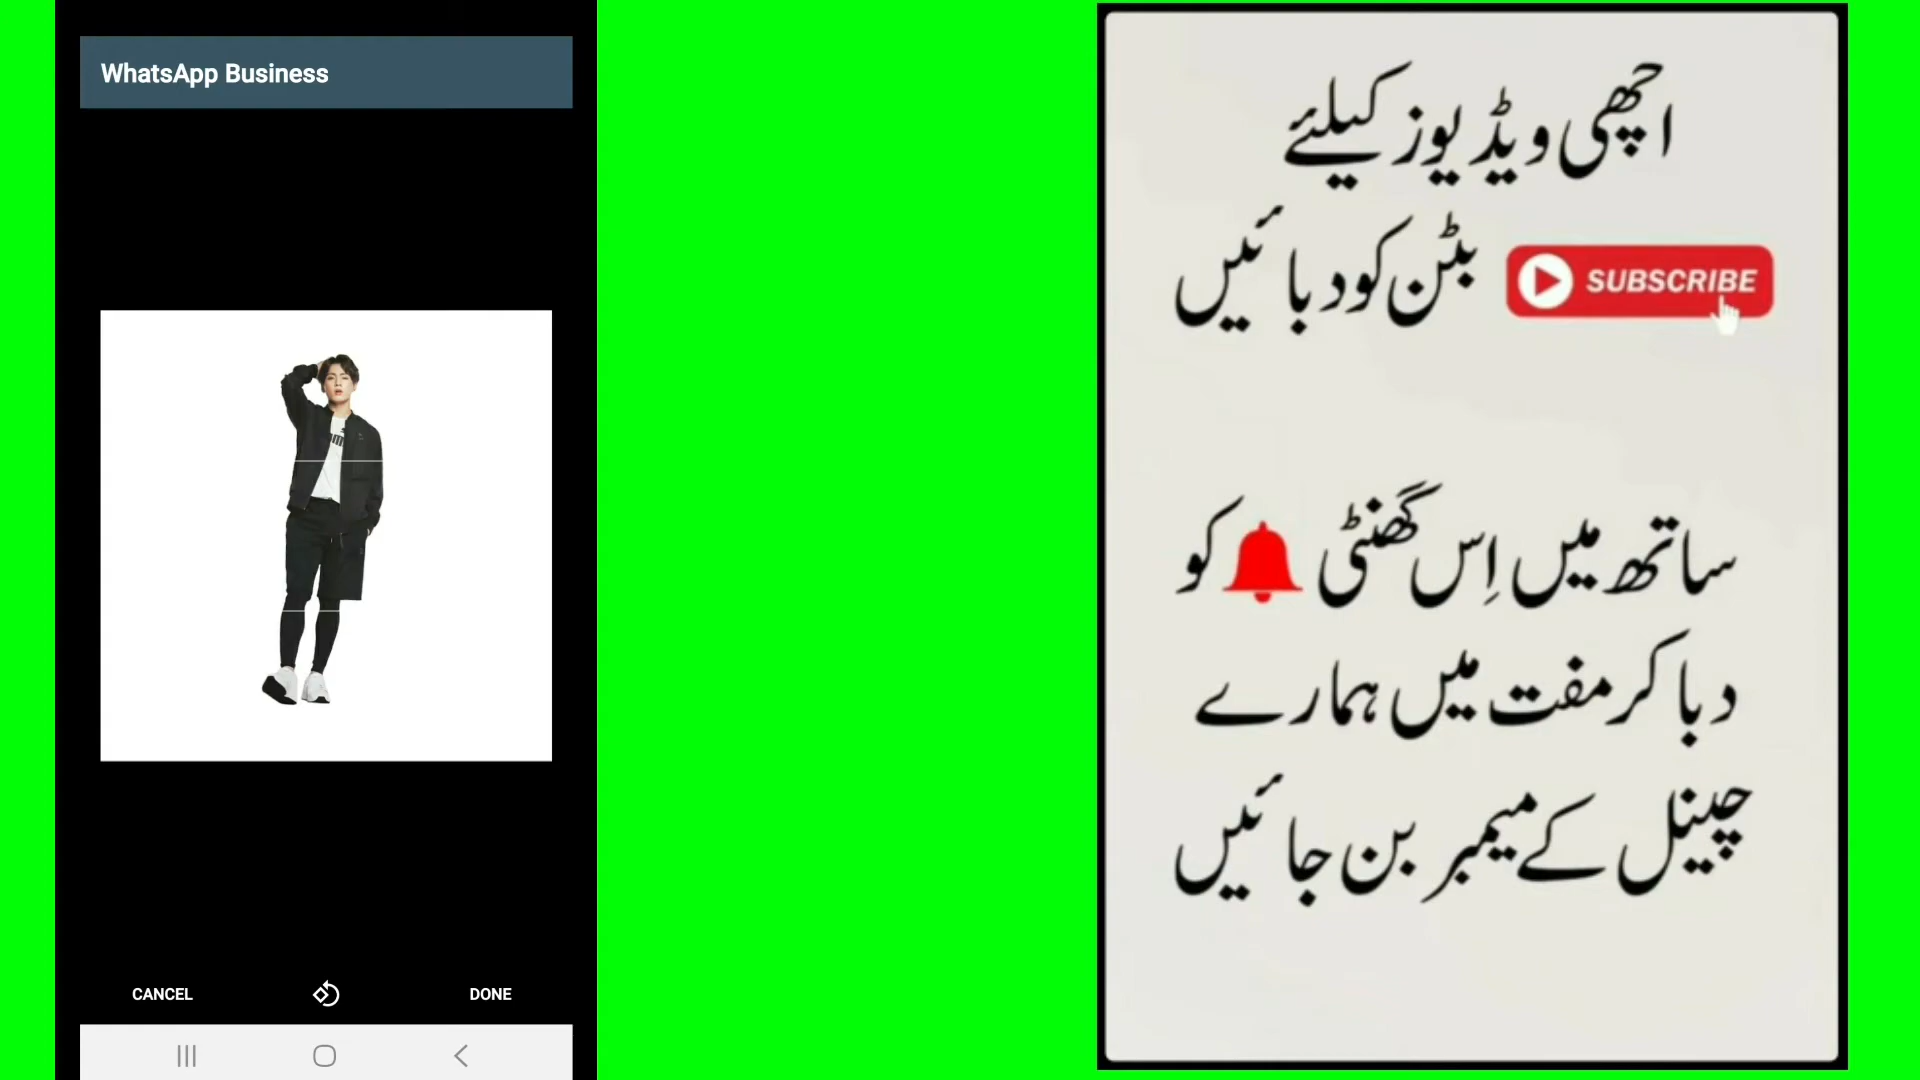 WhatsApp Business
CANCEL
DONE
اچھی ویڈیوز کیلئے
SUBSCRIBE بٹن کو دبائیں
ساتھ میں اِس گھنٹی کو
دبا کر مفت میں ہمارے
چینل کے میمبر بن جائیں